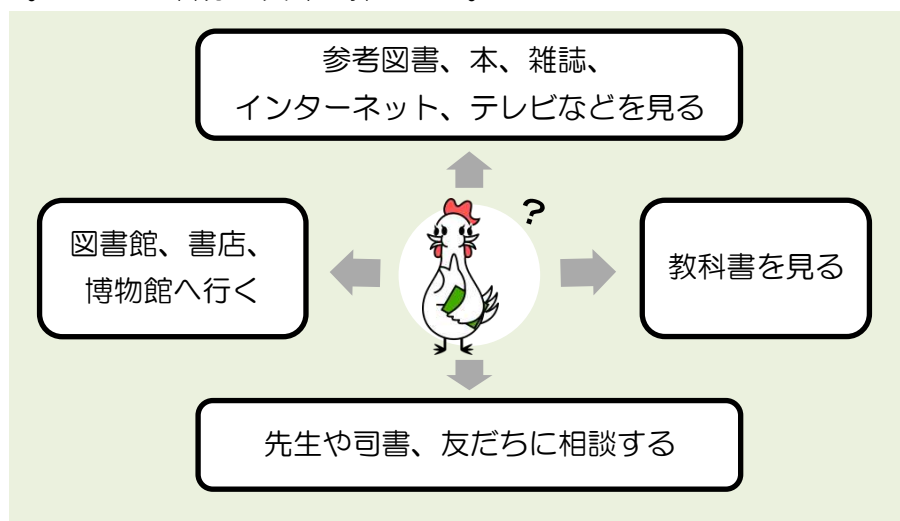 参考図書、本、雑誌、
インターネット、テレビなどを見る
?
図書館、書店、
博物館へ行く
教科書を見る
先生や司書、友だちに相談する